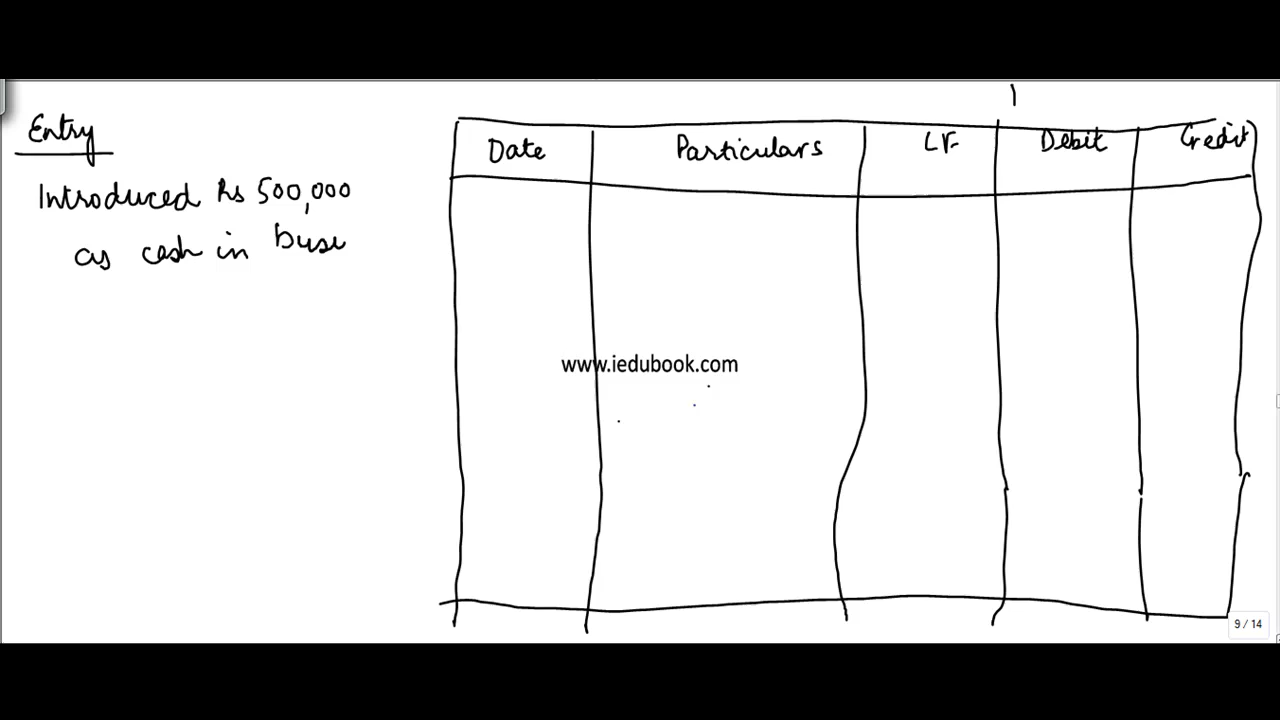 Entry
Introduced Rs 500,000
as cash in busi
Date Particulars LF Debit Credit
www.iedubook.com
9 / 14